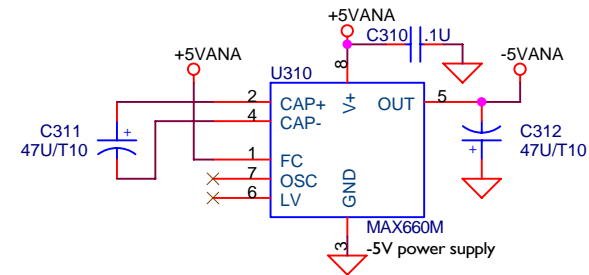 +5VANA
C310 .1U
+5VANA
-5VANA
U310
8
2 CAP+ V+ OUT 5
4 CAP-
C311
+
47U/T10
C312
+
47U/T10
1 FC
7 OSC
6 LV
GND
MAX660M
3
-5V power supply